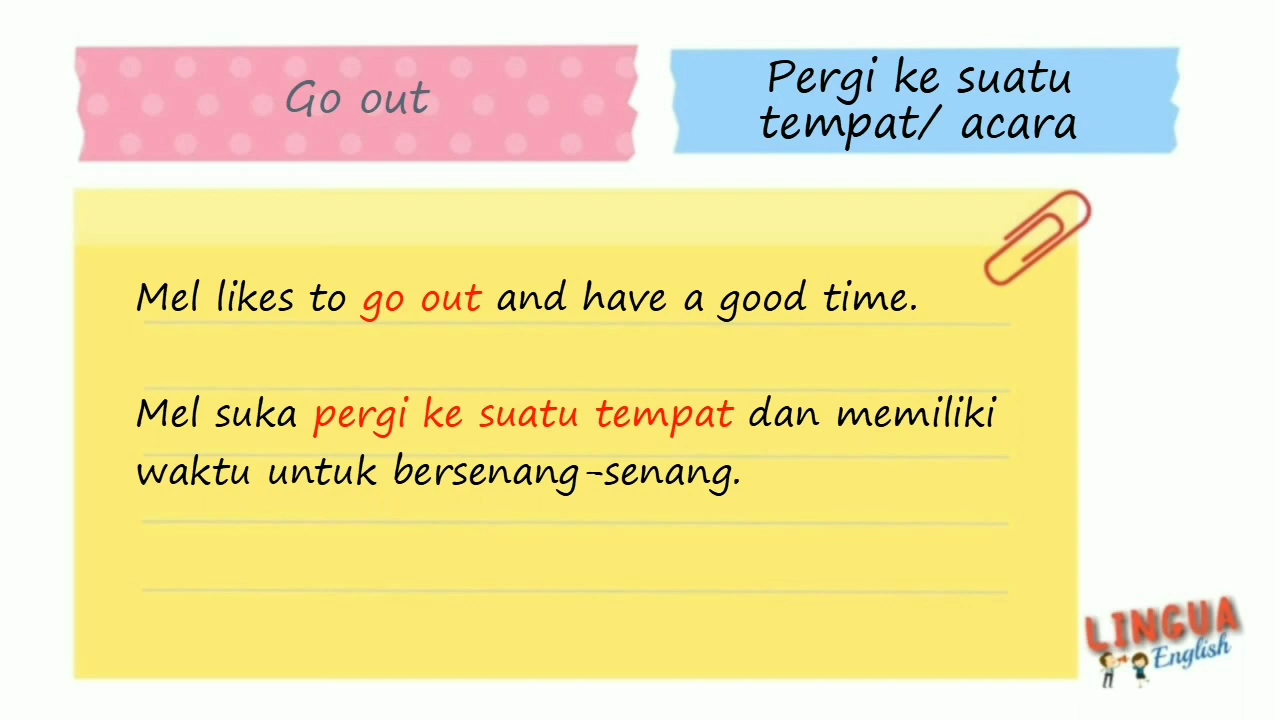 Go out
Pergi ke suatu
tempat/ acara
Mel likes to go out and have a good time.
Mel suka pergi ke suatu tempat dan memiliki
waktu untuk bersenang-senang.
LINGUA
English